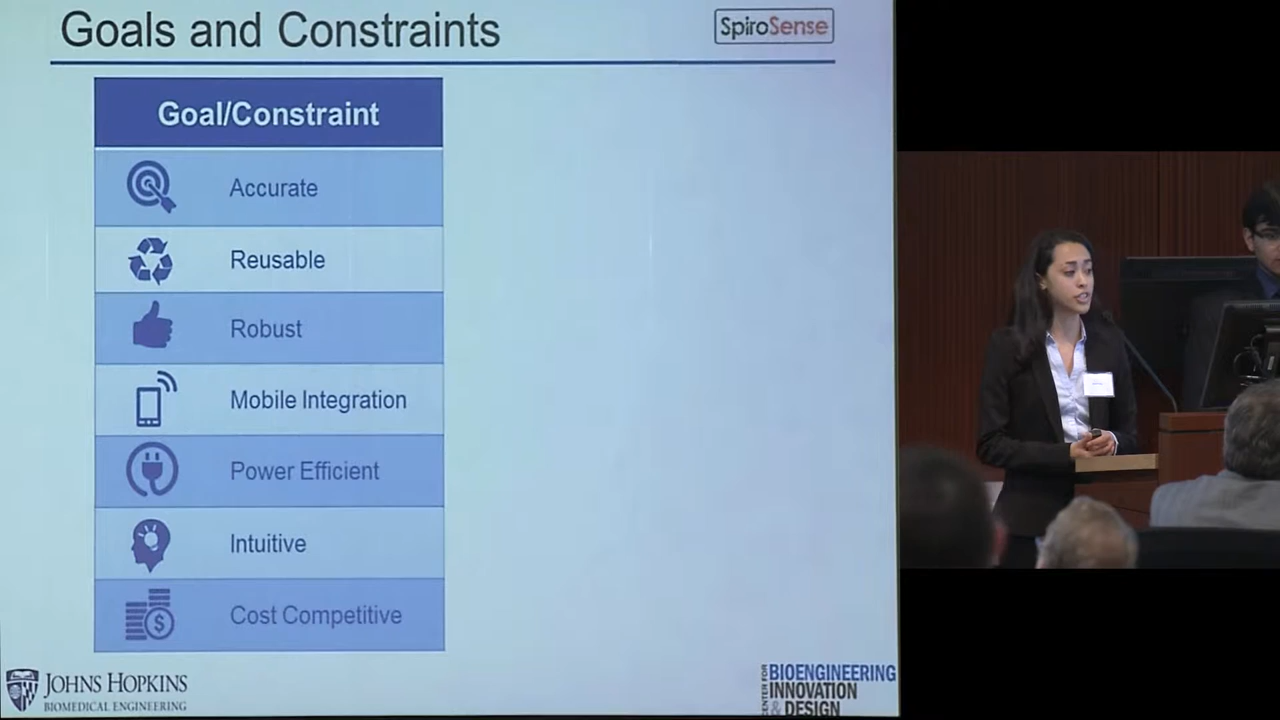 Goals and Constraints
SpiroSense
Goal/Constraint
Accurate
Reusable
Robust
Mobile Integration
Power Efficient
Intuitive
$
Cost Competitive
JOHNS HOPKINS
BIOMEDICAL ENGINEERING
CENTER FOR
BIOENGINEERING
INNOVATION
& DESIGN